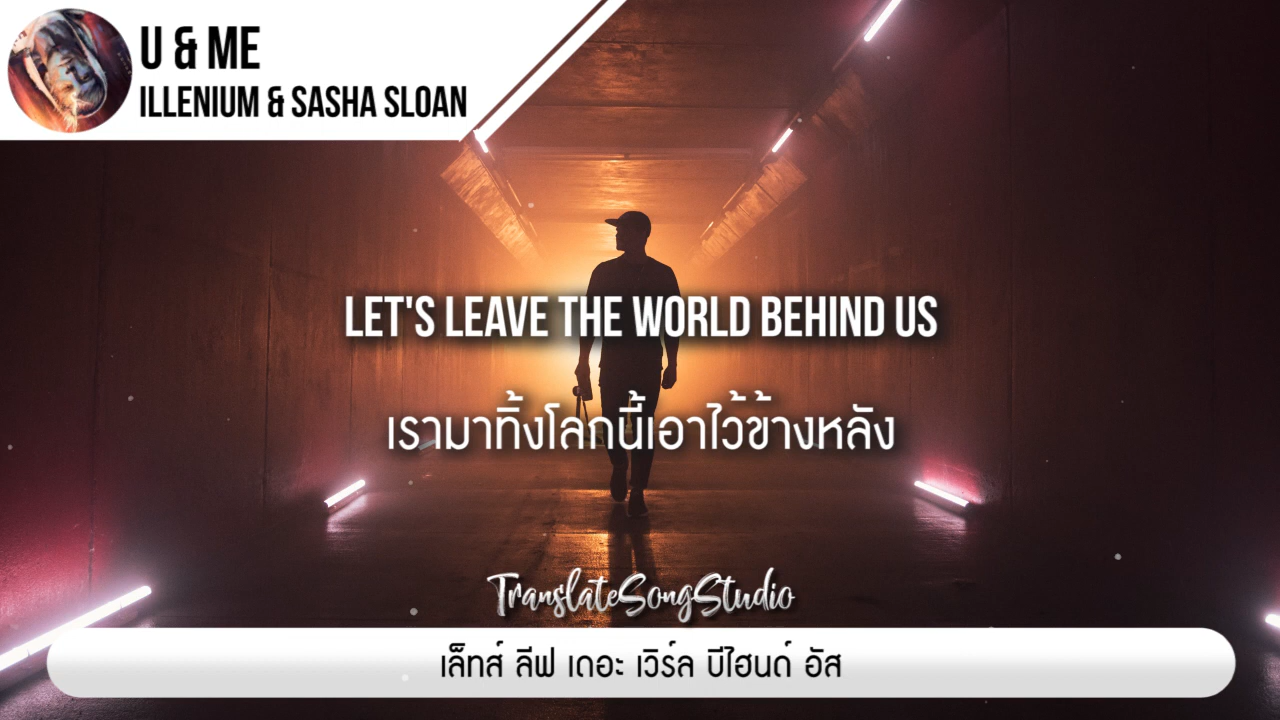 U & ME
ILLENIUM & SASHA SLOAN
LET'S LEAVE THE WORLD BEHIND US
เรามาทิ้งโลกนี้เอาไว้ข้างหลัง
TranslateSongStudio
เล็ทส์ ลีฟ เดอะ เวิร์ล บีไฮนด์ อัส